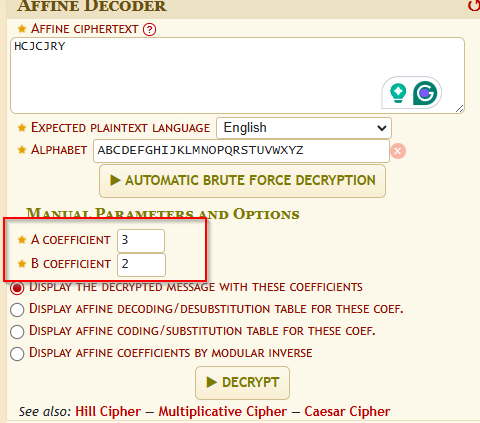 AFFINE DECODER
★ AFFINE CIPHERTEXT ?
HCJCJRY
★ EXPECTED PLAINTEXT LANGUAGE English
★ ALPHABET ABCDEFGHIJKLMNOPQRSTUVWXYZ
▶ AUTOMATIC BRUTE FORCE DECRYPTION
MANUAL PARAMETERS AND OPTIONS
★ A COEFFICIENT 3
★ B COEFFICIENT 2
DISPLAY THE DECRYPTED MESSAGE WITH THESE COEFFICIENTS
DISPLAY AFFINE DECODING/DESUBSTITUTION TABLE FOR THESE COEF.
DISPLAY AFFINE CODING/SUBSTITUTION TABLE FOR THESE COEF.
DISPLAY AFFINE COEFFICIENTS BY MODULAR INVERSE
▶ DECRYPT
See also: Hill Cipher — Multiplicative Cipher — Caesar Cipher